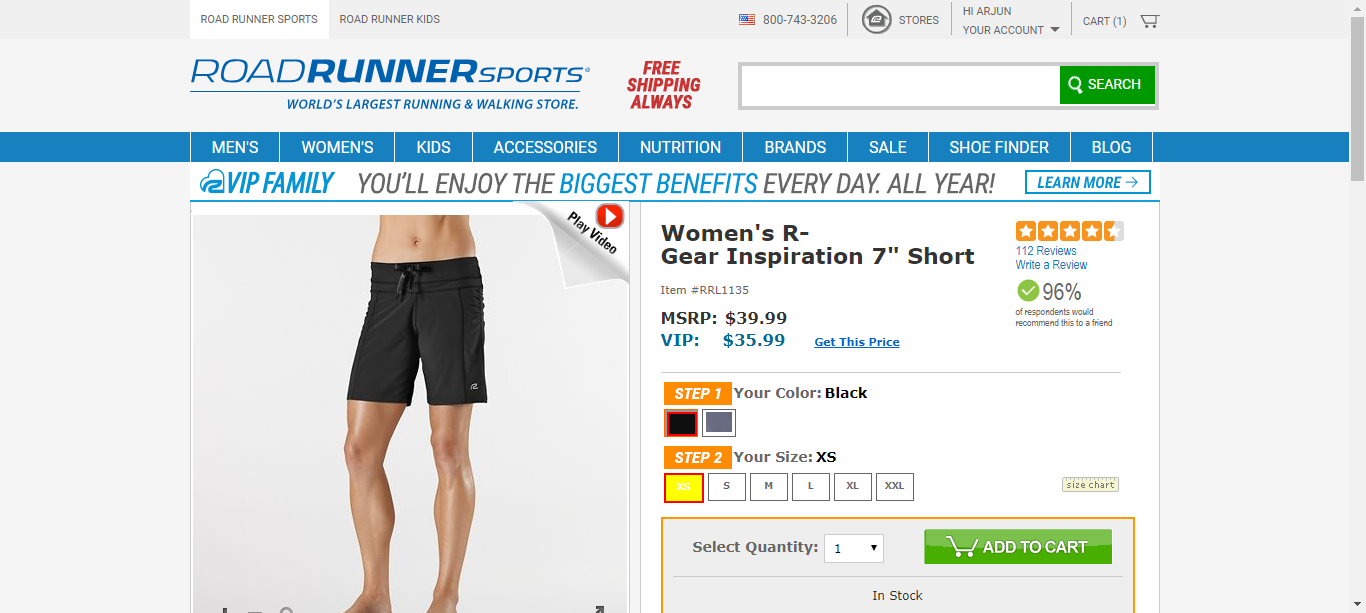 ROAD RUNNER SPORTS
ROAD RUNNER KIDS
800-743-3206
STORES
HI ARJUN
YOUR ACCOUNT
CART (1)
ROADRUNNERSPORTS®
WORLD'S LARGEST RUNNING & WALKING STORE.
FREE
SHIPPING
ALWAYS
SEARCH
MEN'S
WOMEN'S
KIDS
ACCESSORIES
NUTRITION
BRANDS
SALE
SHOE FINDER
BLOG
VIP FAMILY
YOU'LL ENJOY THE BIGGEST BENEFITS EVERY DAY. ALL YEAR!
LEARN MORE →
Play Video
Women's R-
Gear Inspiration 7" Short
112 Reviews
Write a Review
96%
of respondents would
recommend this to a friend
Item #RRL1135
MSRP: $39.99
VIP: $35.99
Get This Price
STEP 1 Your Color: Black
STEP 2 Your Size: XS
XS
S
M
L
XL
XXL
size chart
Select Quantity:
1
ADD TO CART
In Stock